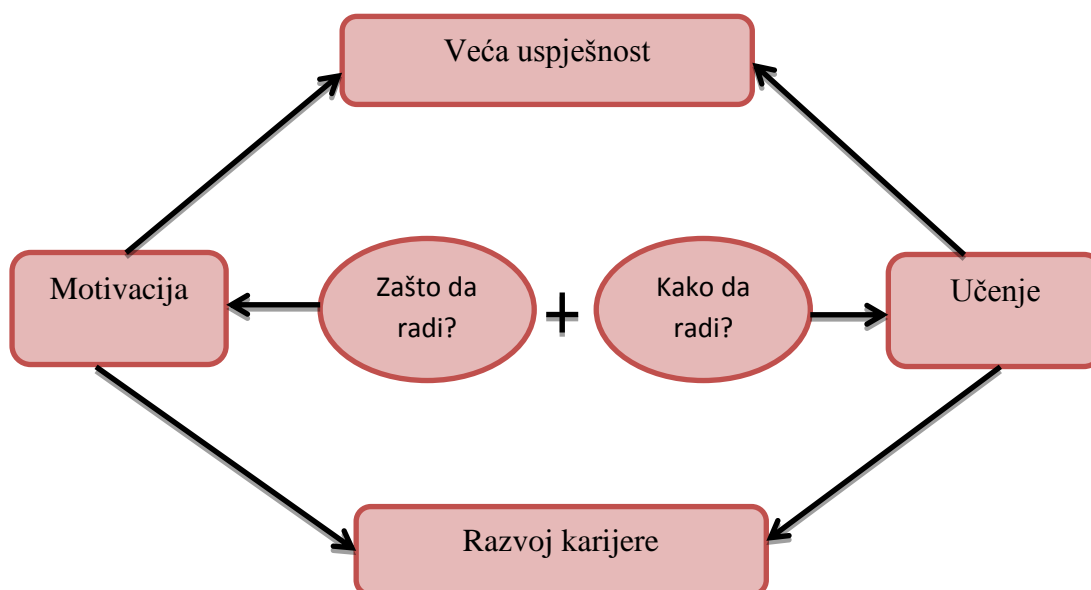 Veća uspješnost
Motivacija
Zašto da
radi?
+
Kako da
radi?
Učenje
Razvoj karijere